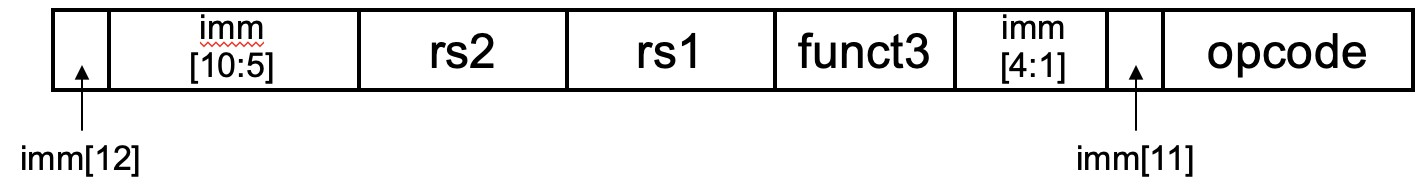 imm
[10:5]
rs2
rs1
funct3
imm
[4:1]
opcode
imm[12]
imm[11]